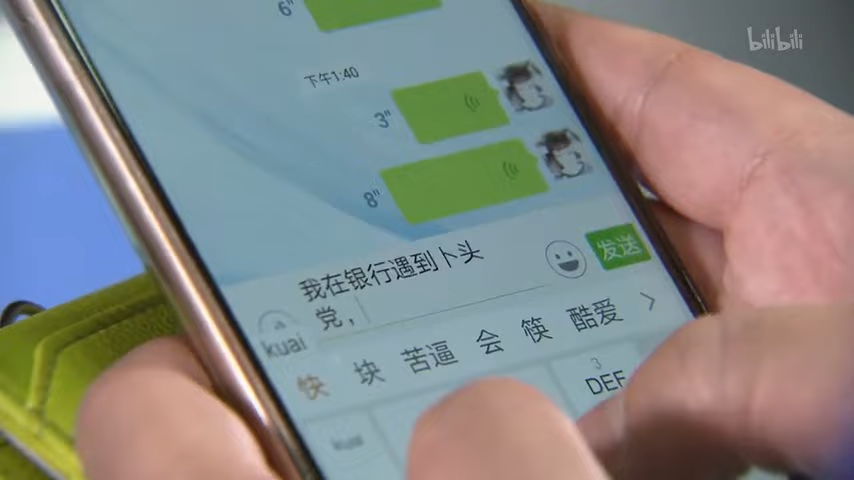 bilibili
6"
下午1:40
3"
8"
我在银行遇到卜头
党，
发送
kuai
快 块 苦逼 会 筷 酷爱 >
3
DEF
kuai